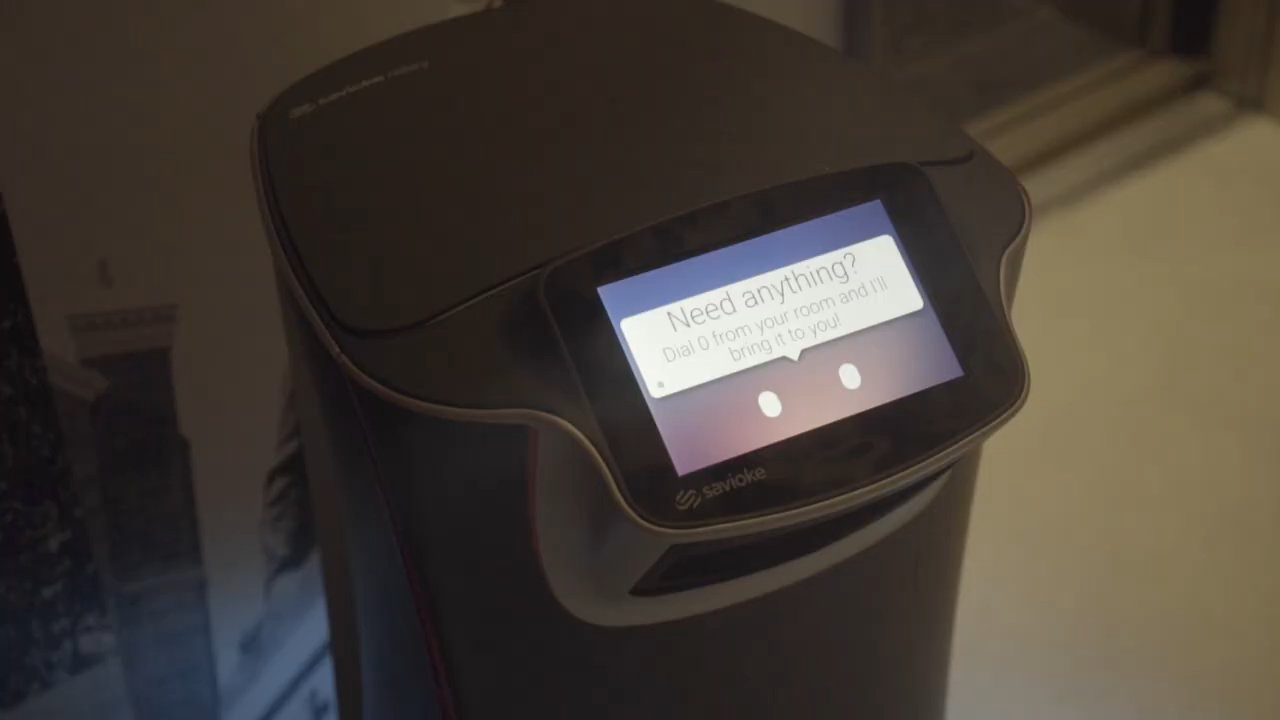 Need anything?
Dial 0 from your room and I'll
bring it to you!
savioke